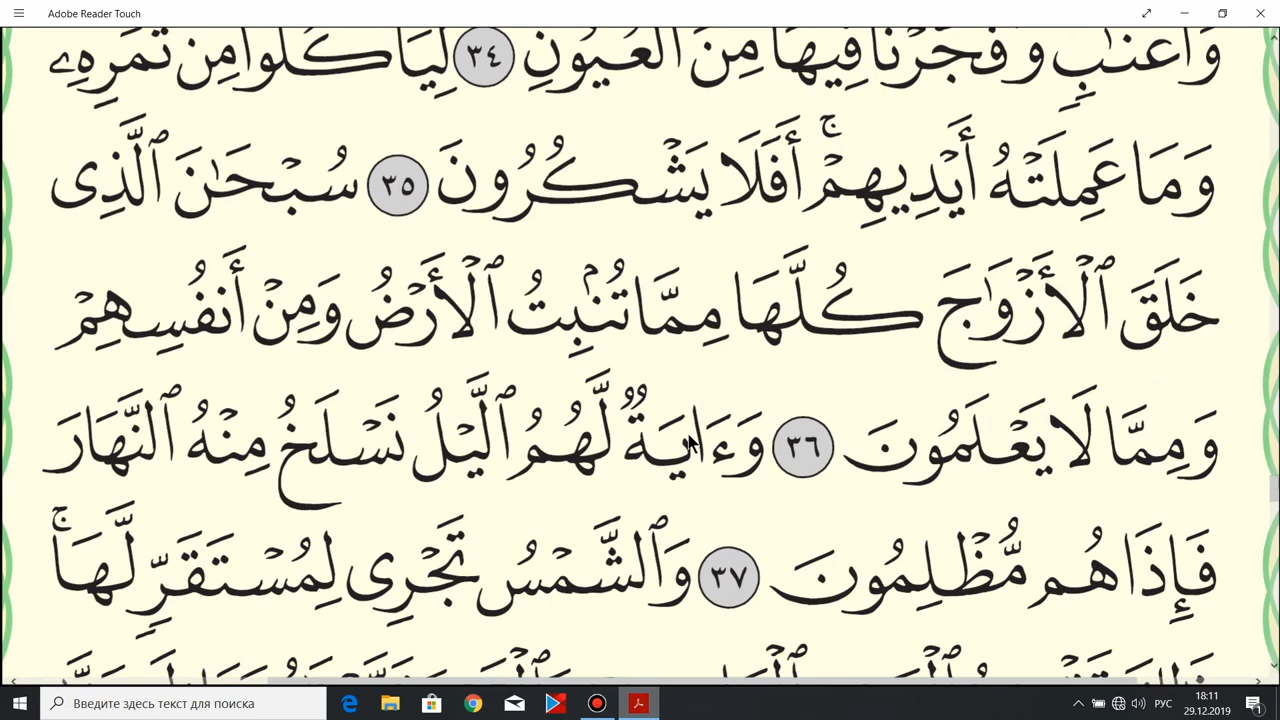 Adobe Reader Touch
وَأَعْنَٰبٍ وَفَجَّرْنَا فِيهَا مِنَ ٱلْعُيُونِ ٣٤ لِيَأْكُلُوا۟ مِن ثَمَرِهِۦ
وَمَا عَمِلَتْهُ أَيْدِيهِمْ ۚ أَفَلَا يَشْكُرُونَ ٣٥ سُبْحَٰنَ ٱلَّذِى
خَلَقَ ٱلْأَزْوَٰجَ كُلَّهَا مِمَّا تُنۢبِتُ ٱلْأَرْضُ وَمِنْ أَنفُسِهِمْ
وَمِمَّا لَا يَعْلَمُونَ ٣٦ وَءَايَةٌ لَّهُمُ ٱلَّيْلُ نَسْلَخُ مِنْهُ ٱلنَّهَارَ
فَإِذَا هُم مُّظْلِمُونَ ٣٧ وَٱلشَّمْسُ تَجْرِى لِمُسْتَقَرٍّ لَّهَا ۚ
Введите здесь текст для поиска
РУС
18:11
29.12.2019
1